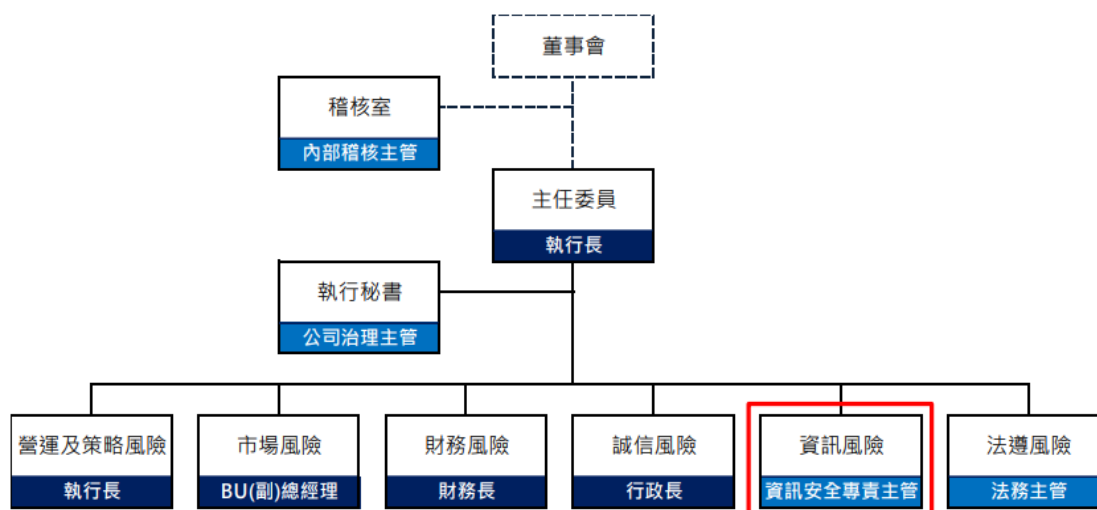 董事會
稽核室
內部稽核主管
主任委員
執行長
執行秘書
公司治理主管
營運及策略風險
執行長
市場風險
BU(副)總經理
財務風險
財務長
誠信風險
行政長
資訊風險
資訊安全專責主管
法遵風險
法務主管